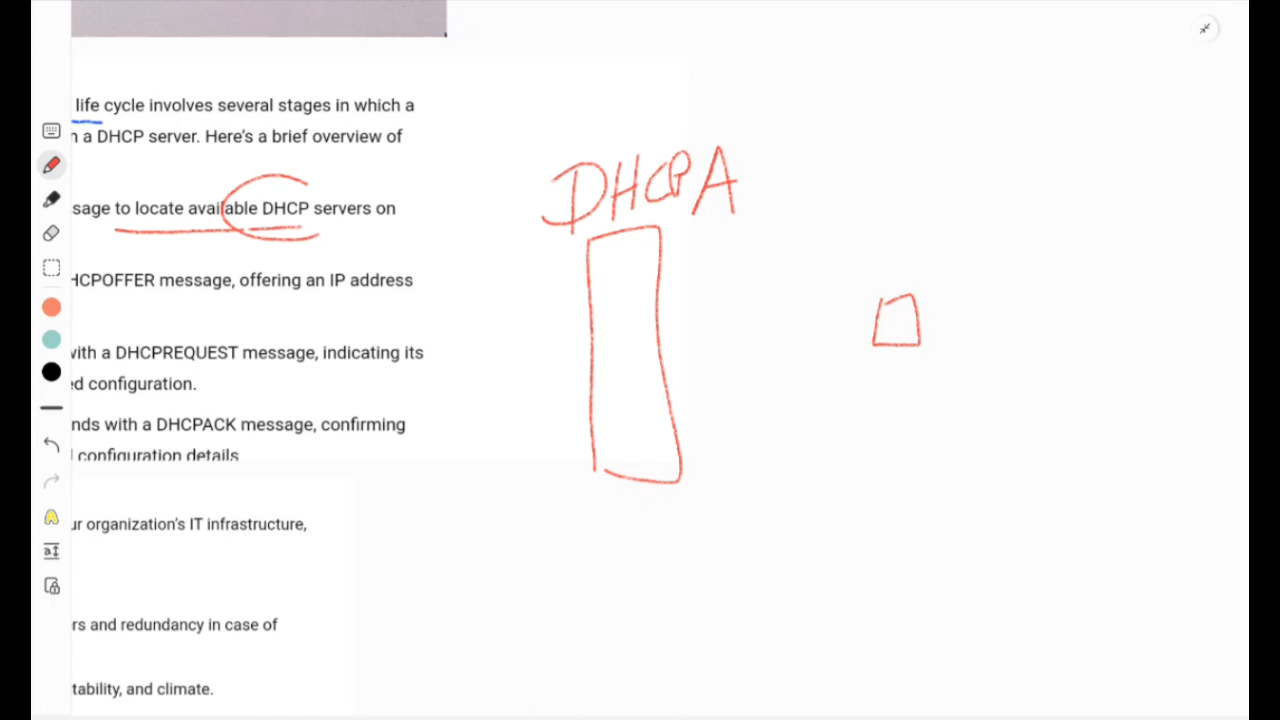 life cycle involves several stages in which a
n a DHCP server. Here's a brief overview of
ssage to locate available DHCP servers on
HCPOFFER message, offering an IP address
with a DHCPREQUEST message, indicating its
ed configuration.
nds with a DHCPACK message, confirming
configuration details
ur organization's IT infrastructure,
rs and redundancy in case of
tability, and climate.
DHCPA